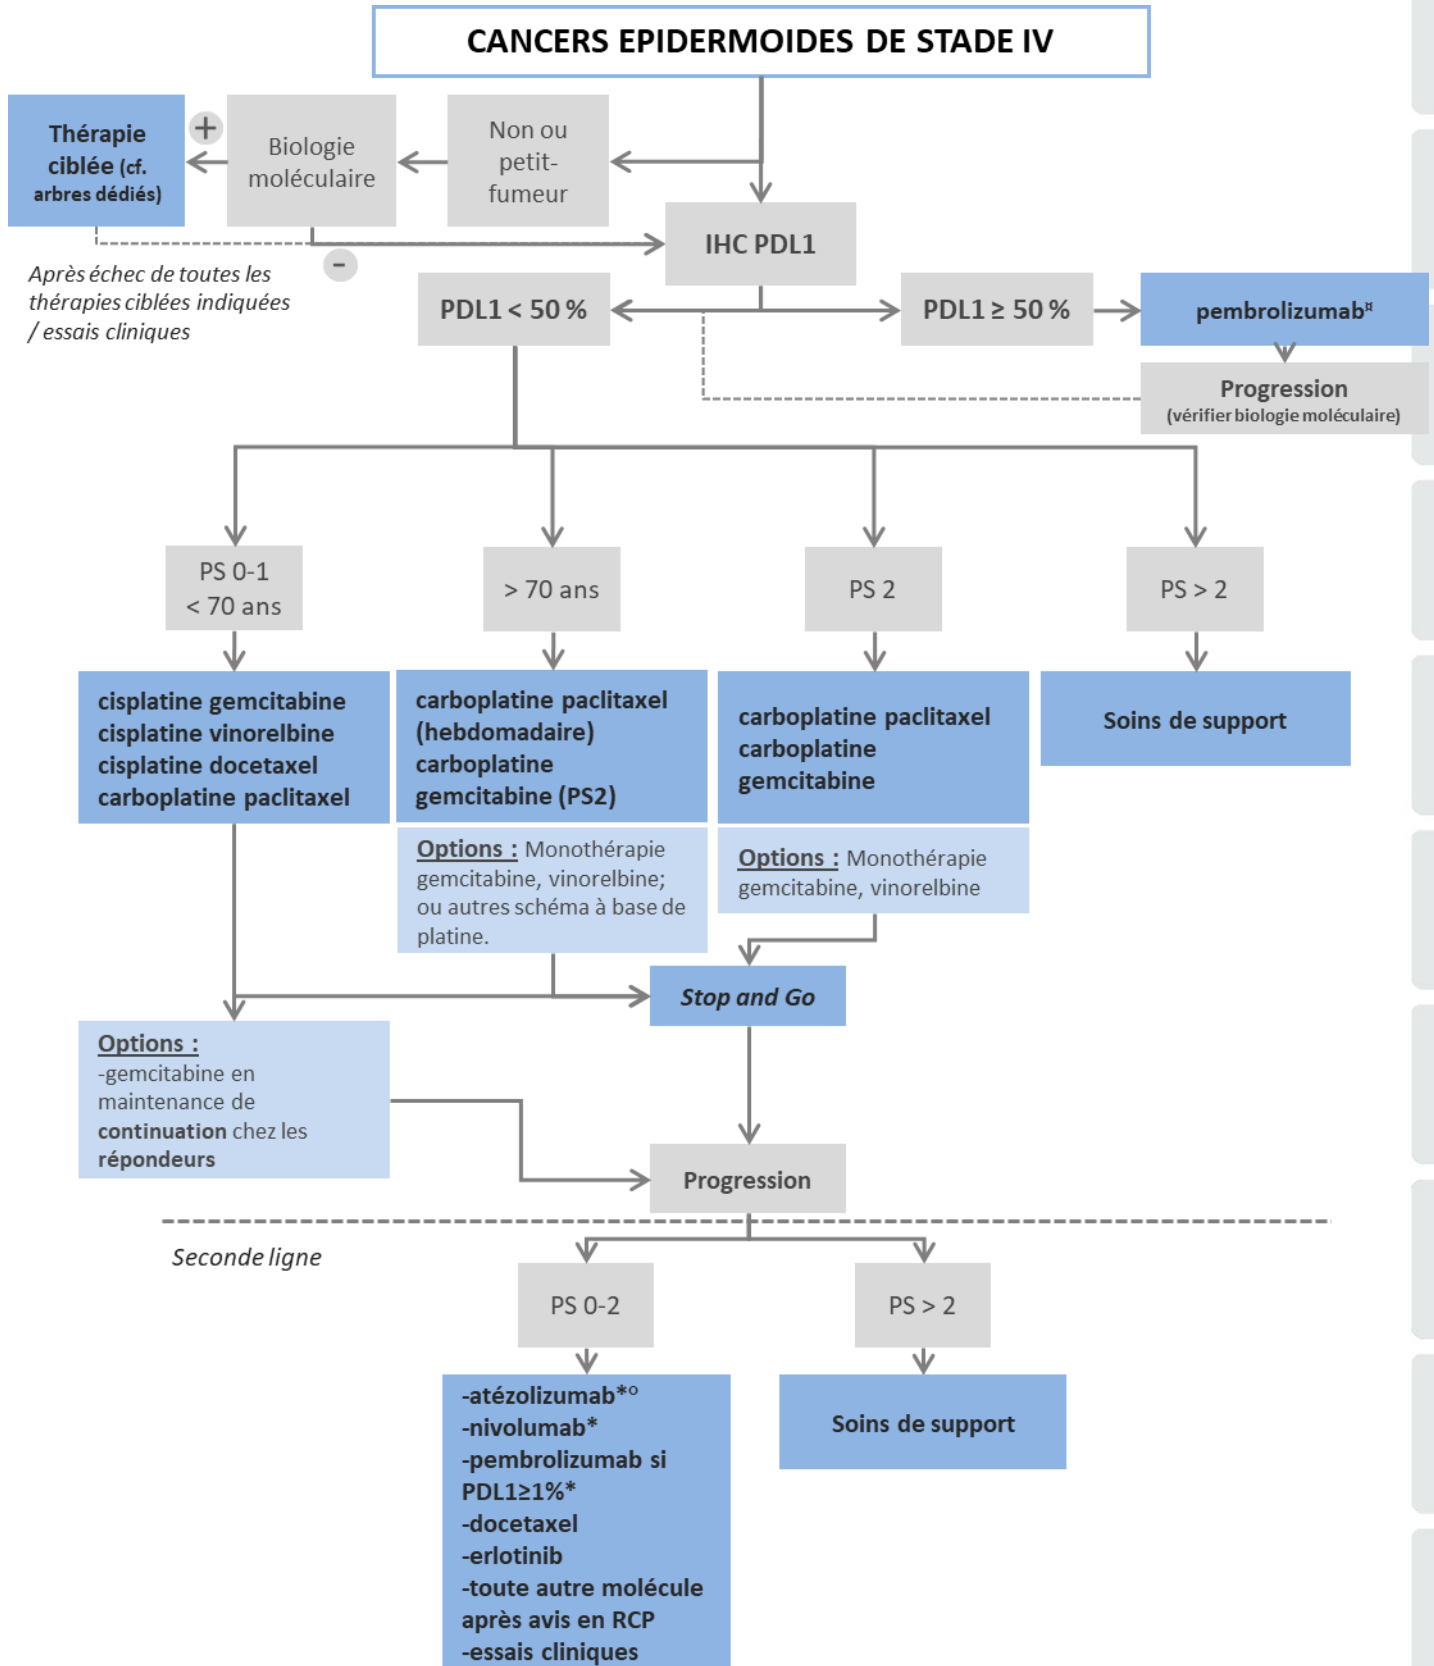 CANCERS EPIDERMOIDES DE STADE IV
Thérapie
ciblée (cf.
arbres dédiés)
+
Biologie
moléculaire
Non ou
petit-
fumeur
IHC PDL1
-
Après échec de toutes les
thérapies ciblées indiquées
/ essais cliniques
PDL1 < 50 %
PDL1 ≥ 50 %
pembrolizumab¤
Progression
(vérifier biologie moléculaire)
PS 0-1
< 70 ans
> 70 ans
PS 2
PS > 2
cisplatine gemcitabine
cisplatine vinorelbine
cisplatine docetaxel
carboplatine paclitaxel
carboplatine paclitaxel
(hebdomadaire)
carboplatine
gemcitabine (PS2)
carboplatine paclitaxel
carboplatine
gemcitabine
Soins de support
Options : Monothérapie
gemcitabine, vinorelbine;
ou autres schéma à base de
platine.
Options : Monothérapie
gemcitabine, vinorelbine
Stop and Go
Options :
-gemcitabine en
maintenance de
continuation chez les
répondeurs
Progression
Seconde ligne
PS 0-2
PS > 2
-atézolizumab*°
-nivolumab*
-pembrolizumab si
PDL1≥1%*
-docetaxel
-erlotinib
-toute autre molécule
après avis en RCP
-essais cliniques
Soins de support